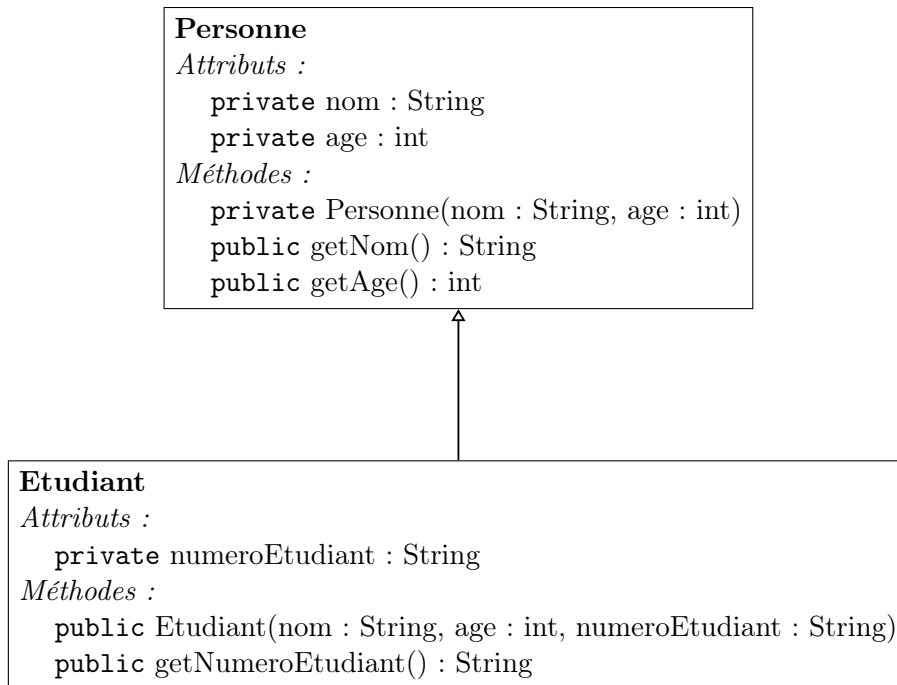 Personne
Attributs :
private nom : String
private age : int
Méthodes :
private Personne(nom : String, age : int)
public getNom() : String
public getAge() : int
Etudiant
Attributs :
private numeroEtudiant : String
Méthodes :
public Etudiant(nom : String, age : int, numeroEtudiant : String)
public getNumeroEtudiant() : String